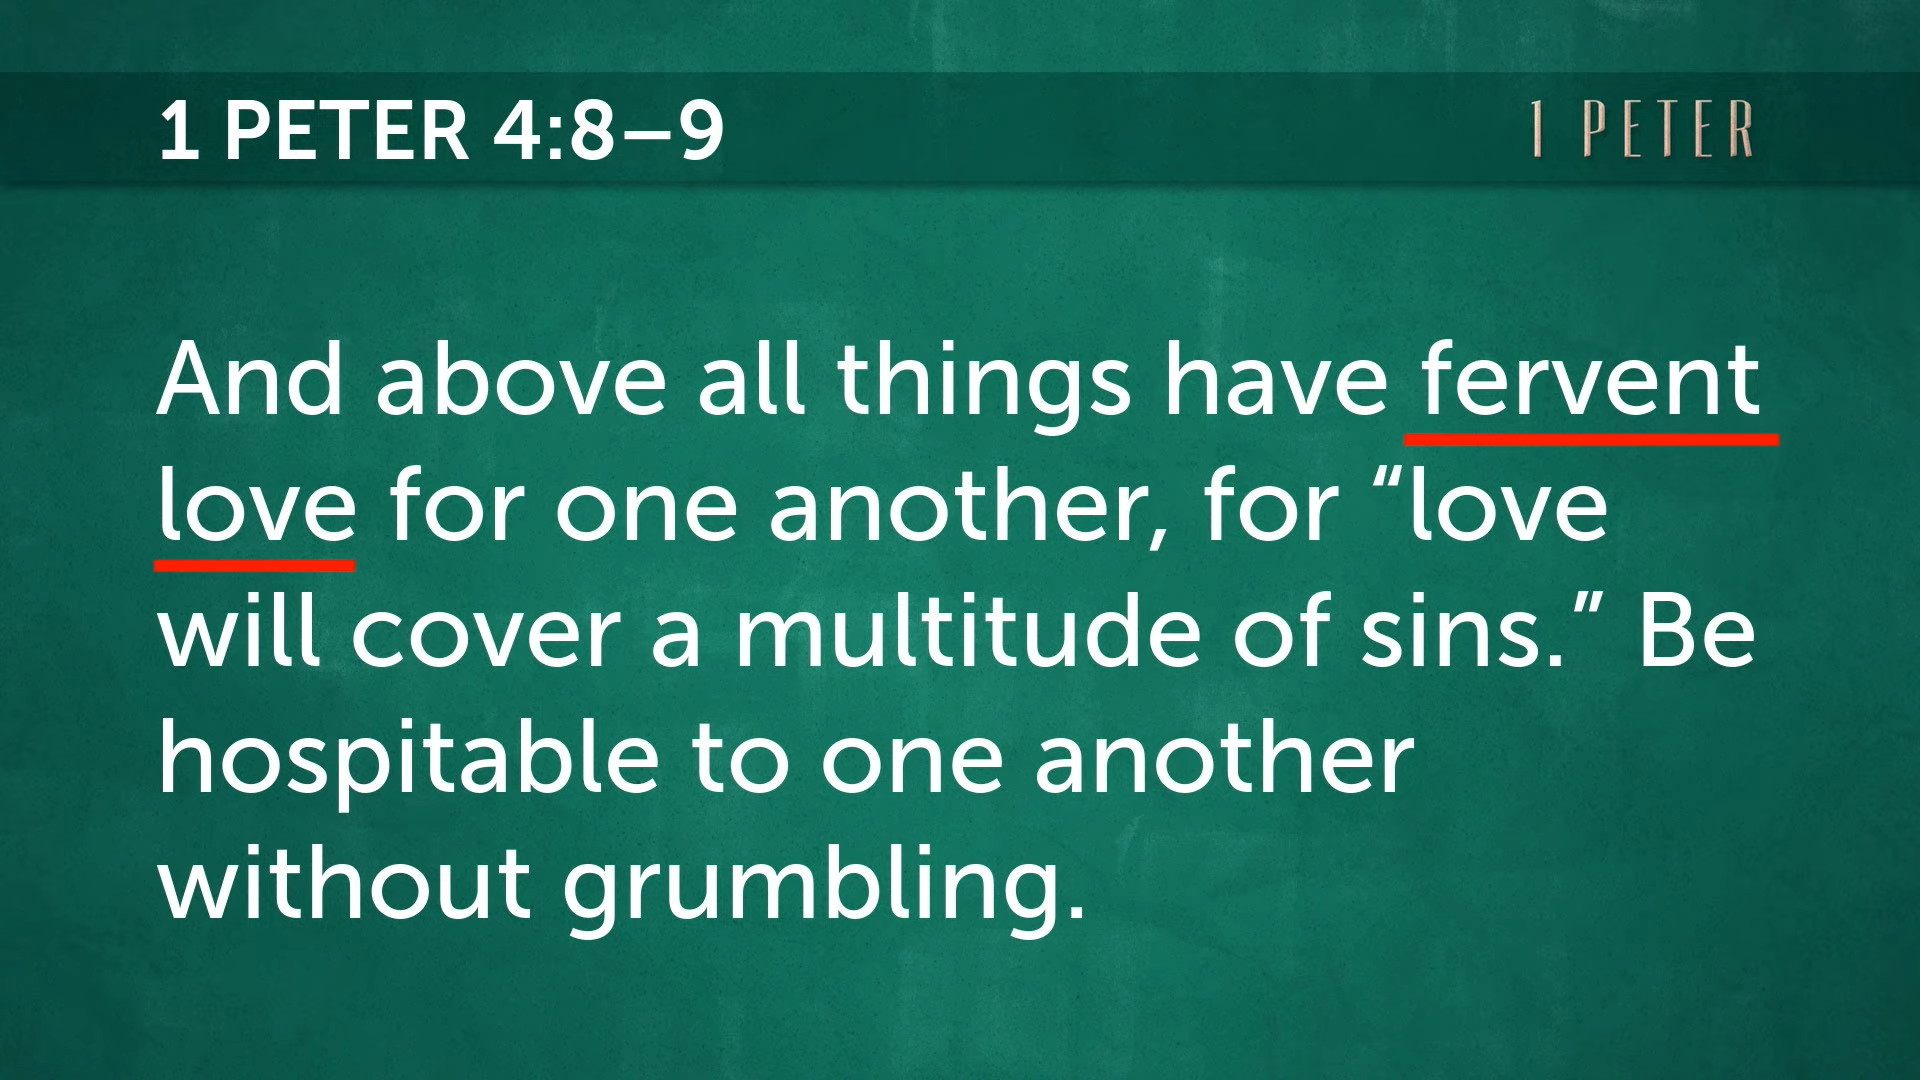 1 PETER 4:8–9
1 PETER
And above all things have fervent
love for one another, for “love
will cover a multitude of sins.” Be
hospitable to one another
without grumbling.